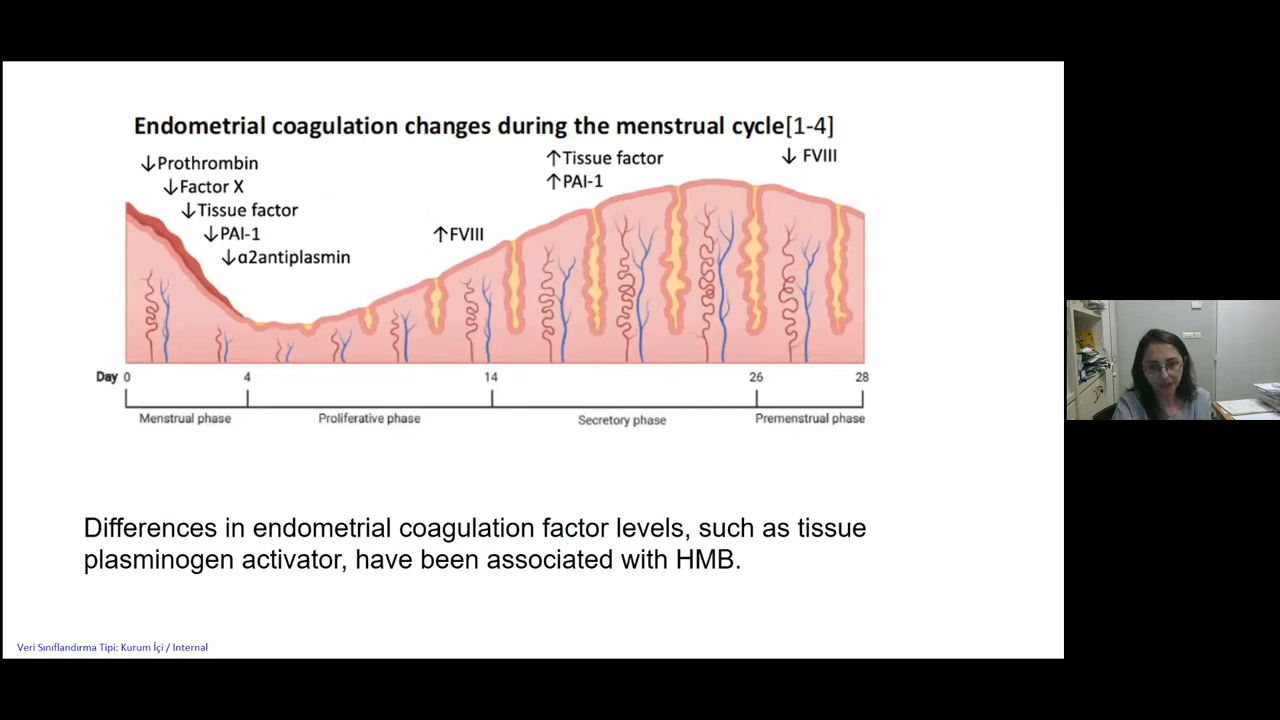 Endometrial coagulation changes during the menstrual cycle[1-4]
↓Prothrombin
↓Factor X
↓Tissue factor
↓PAI-1
↓α2antiplasmin
↑FVIII
↑Tissue factor
↑PAI-1
↓ FVIII
Day 0 4 14 26 28
Menstrual phase Proliferative phase Secretory phase Premenstrual phase
Differences in endometrial coagulation factor levels, such as tissue
plasminogen activator, have been associated with HMB.
Veri Sınıflandırma Tipi: Kurum İçi / Internal